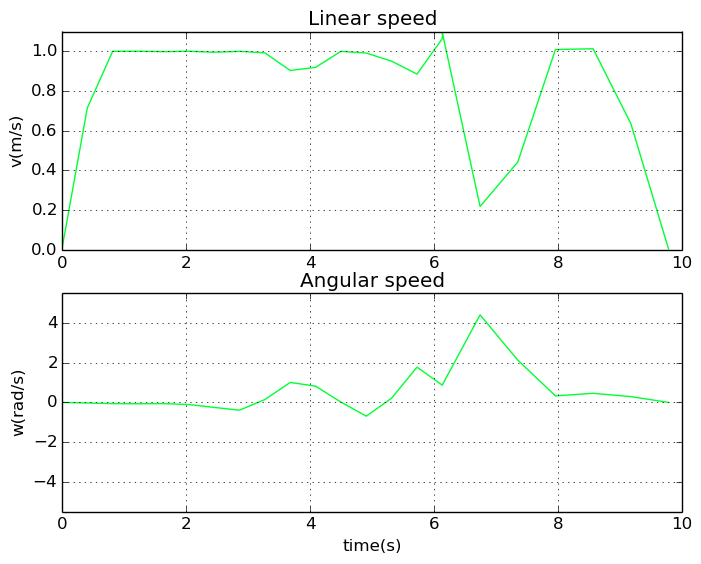 Linear speed
v(m/s)
1.0
0.8
0.6
0.4
0.2
0.0
0 2 4 6 8 10
Angular speed
w(rad/s)
4
2
0
−2
−4
0 2 4 6 8 10
time(s)